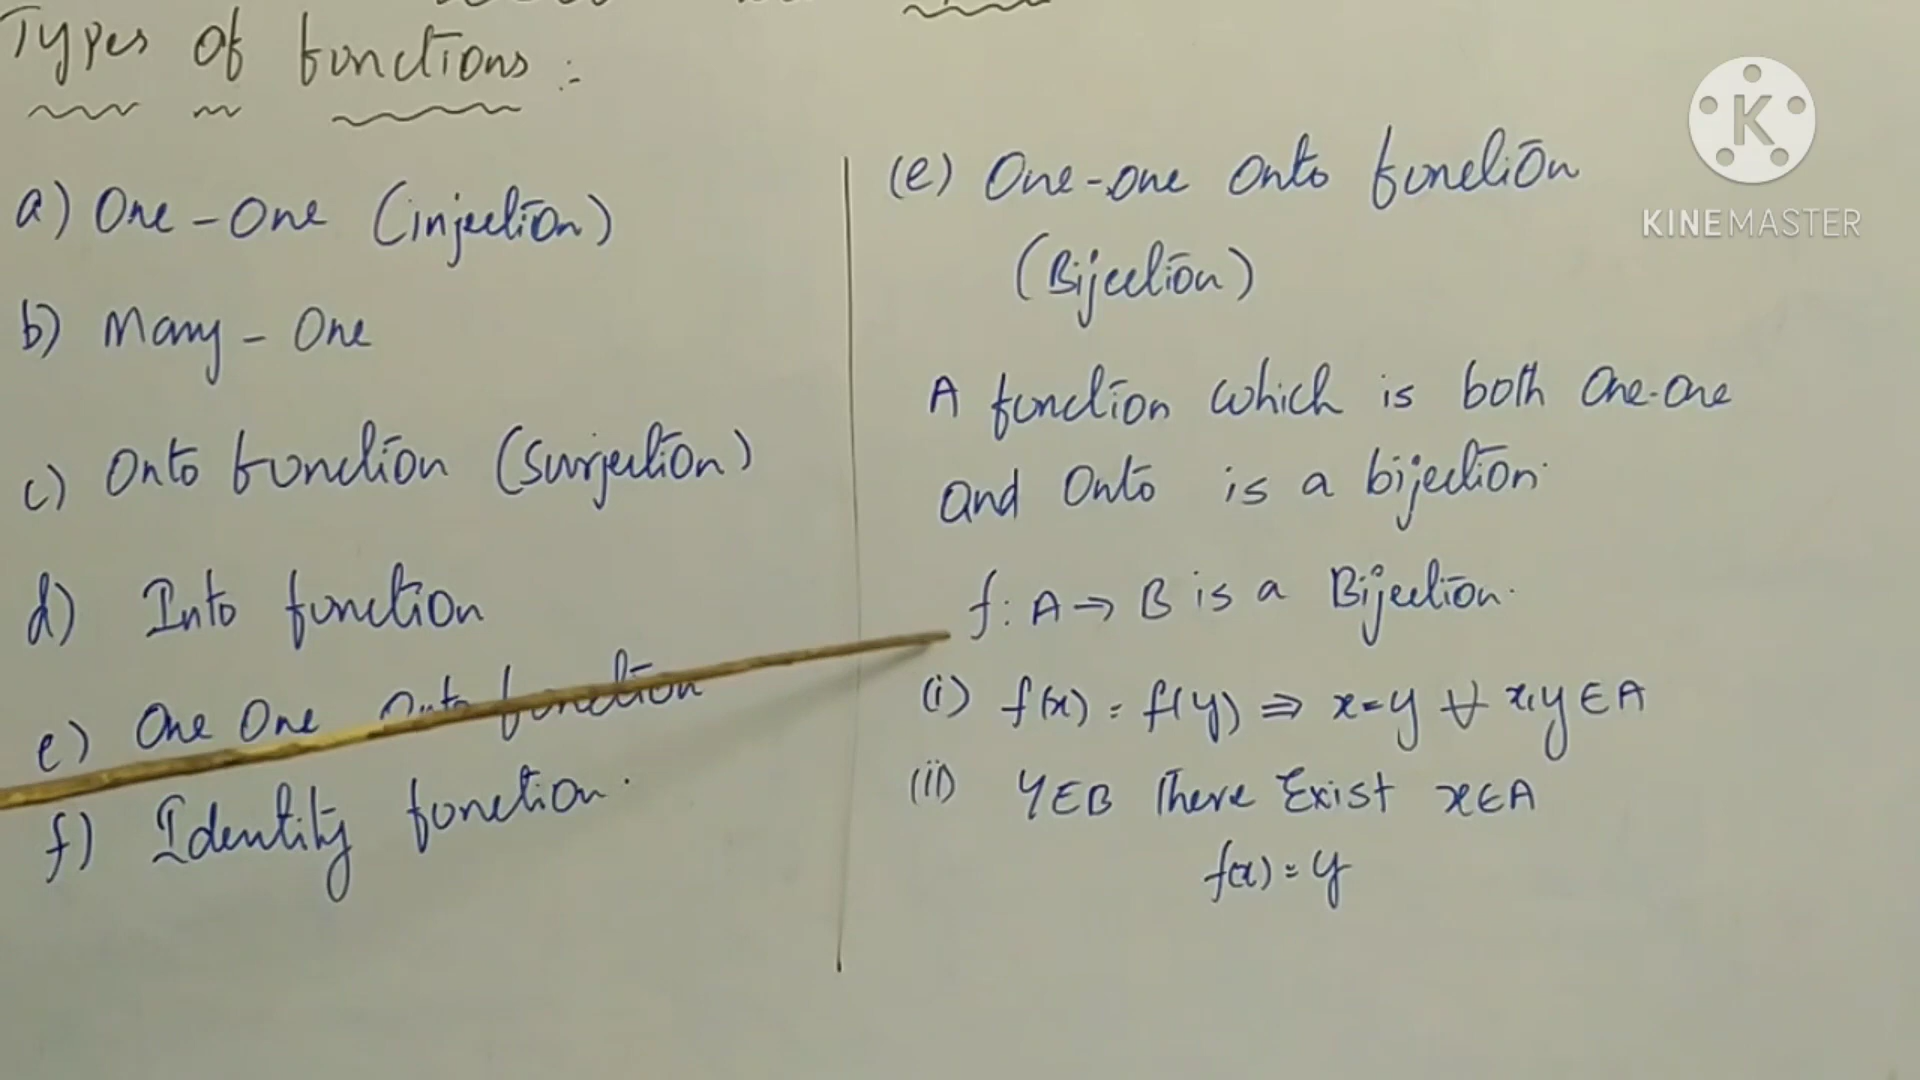 Types of functions :-
a) One - One (injection)
b) Many - One
c) Onto function (Surjection)
d) Into function
e) One One Onto function
f) Identity function.
(e) One-one onto function
(Bijection)
A function which is both one-one
and onto is a bijection.
f: A → B is a Bijection.
(i) f(x) = f(y) ⇒ x=y ∀ x,y ∈ A
(ii) Y∈B There Exist x∈A
f(x) = y
K
KINEMASTER